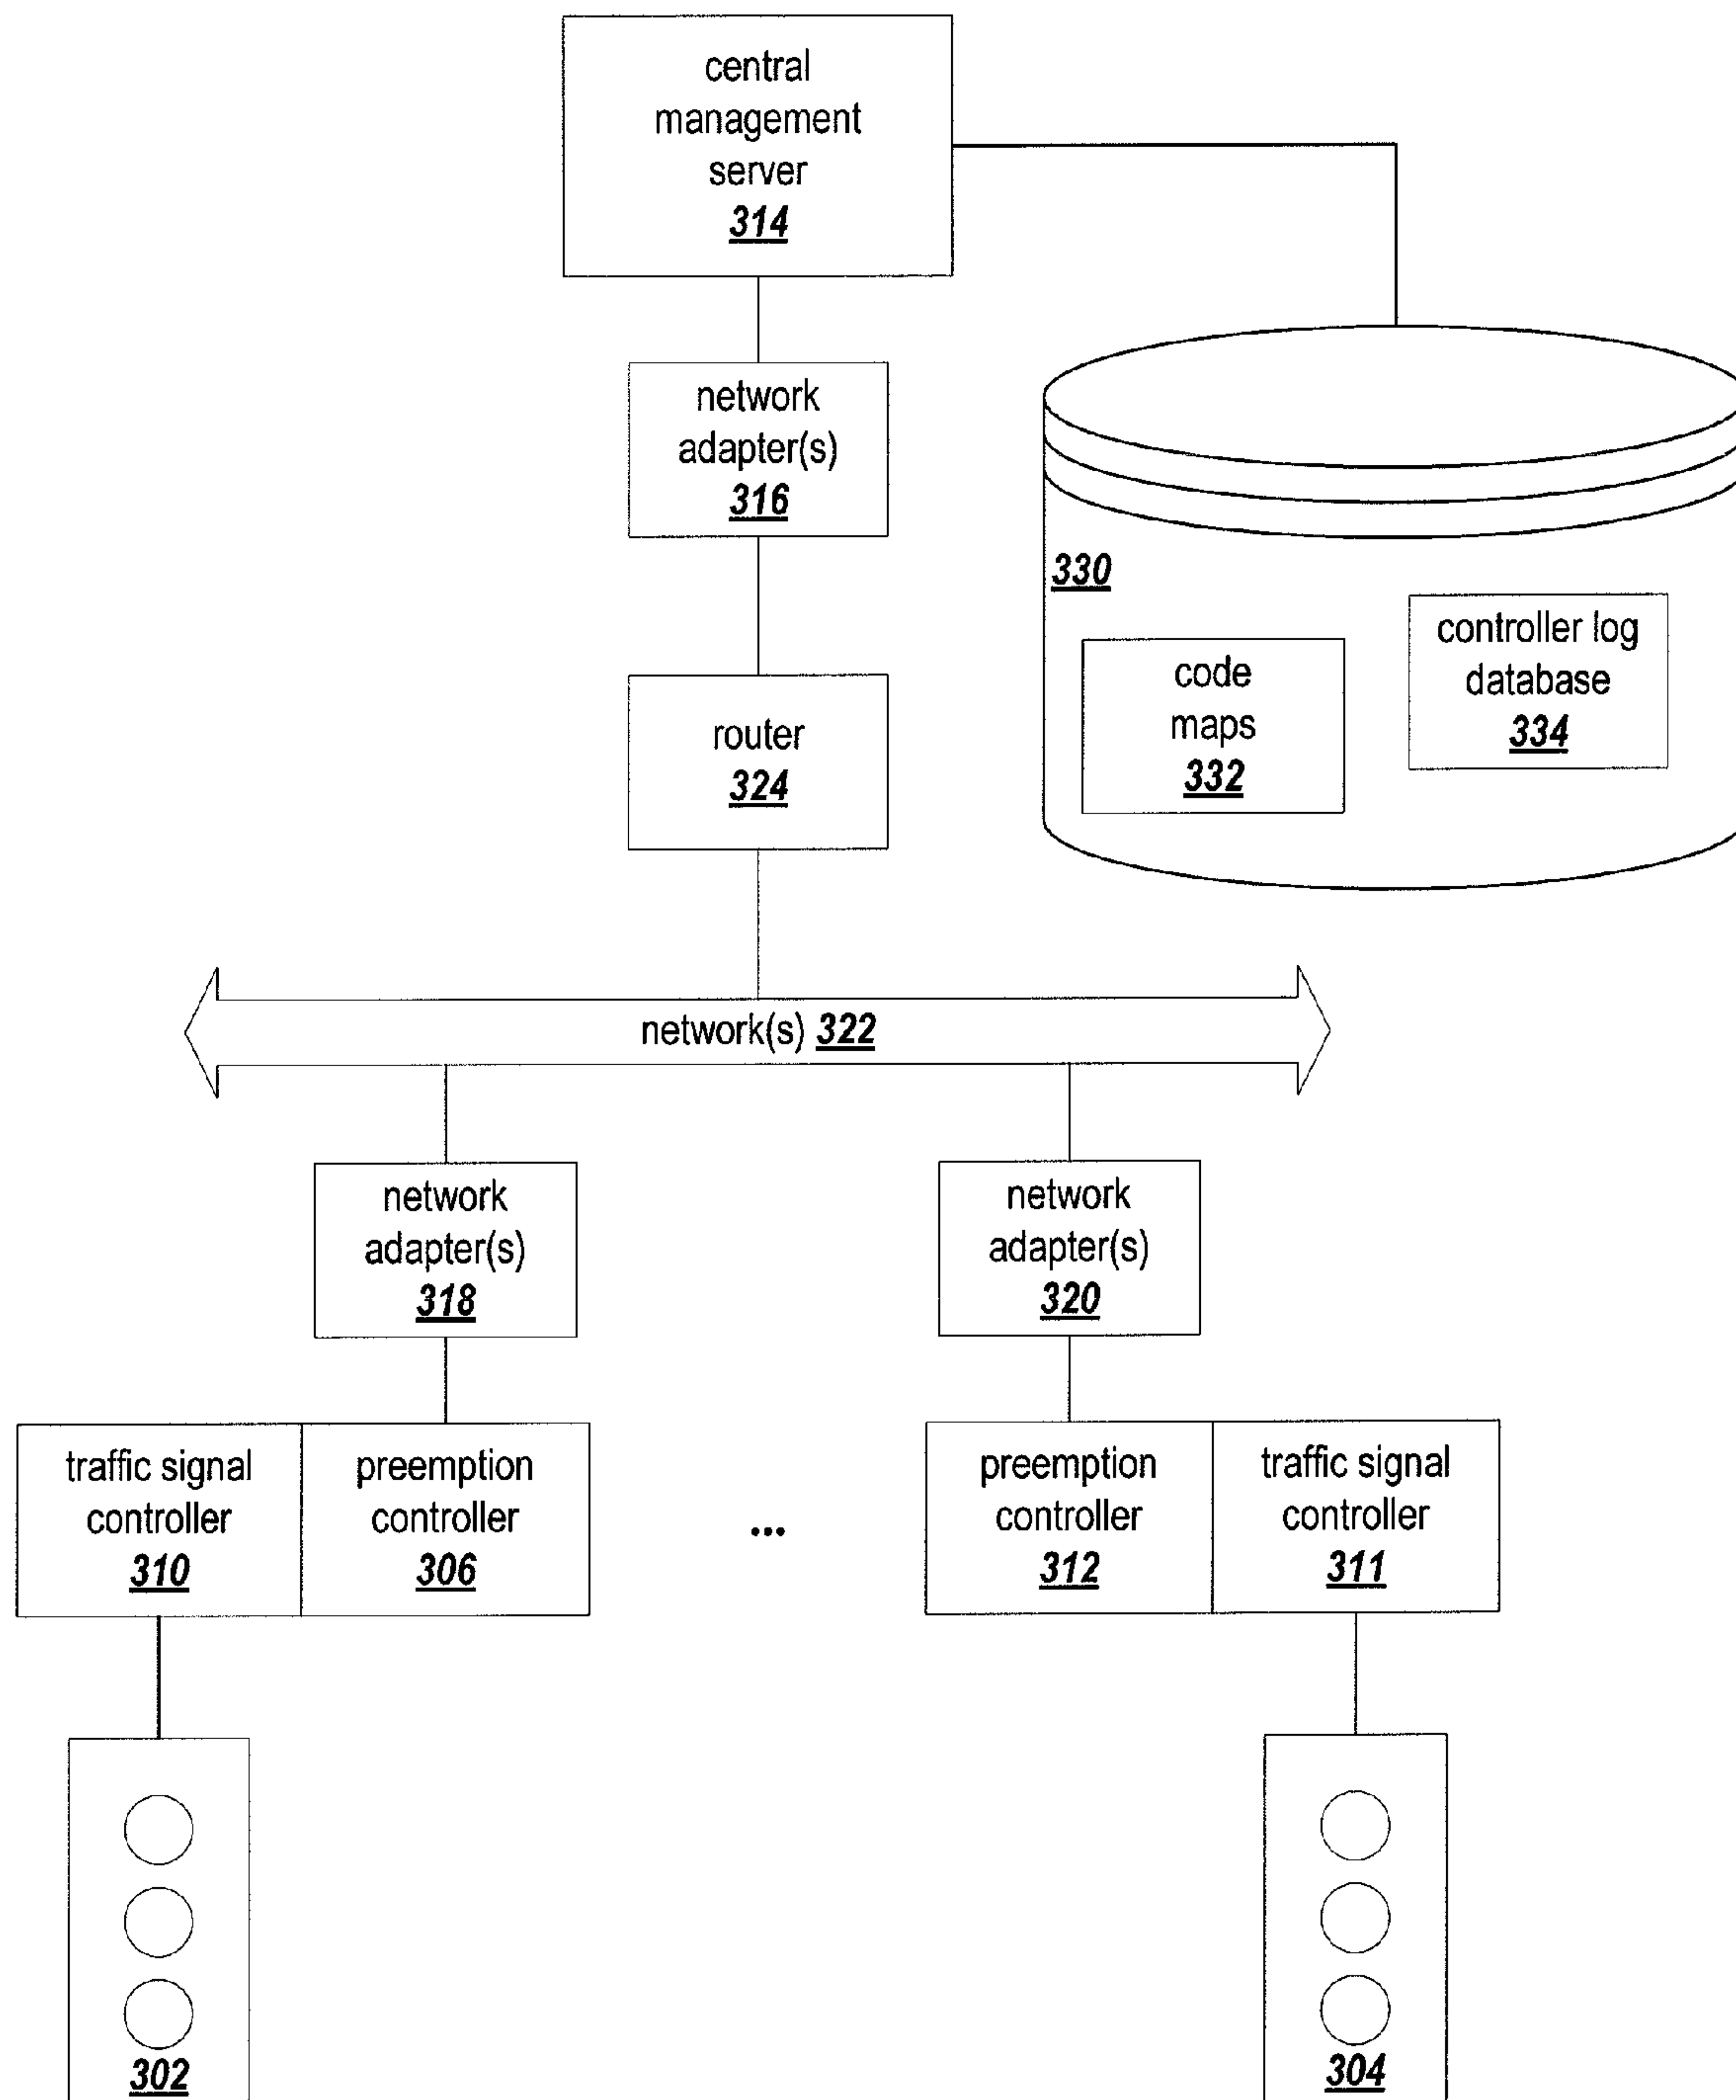 central
management
server
314
network
adapter(s)
316
330
controller log
database
334
code
maps
332
router
324
network(s) 322
network
adapter(s)
318
network
adapter(s)
320
traffic signal
controller
310
preemption
controller
306
...
preemption
controller
312
traffic signal
controller
311
302
304